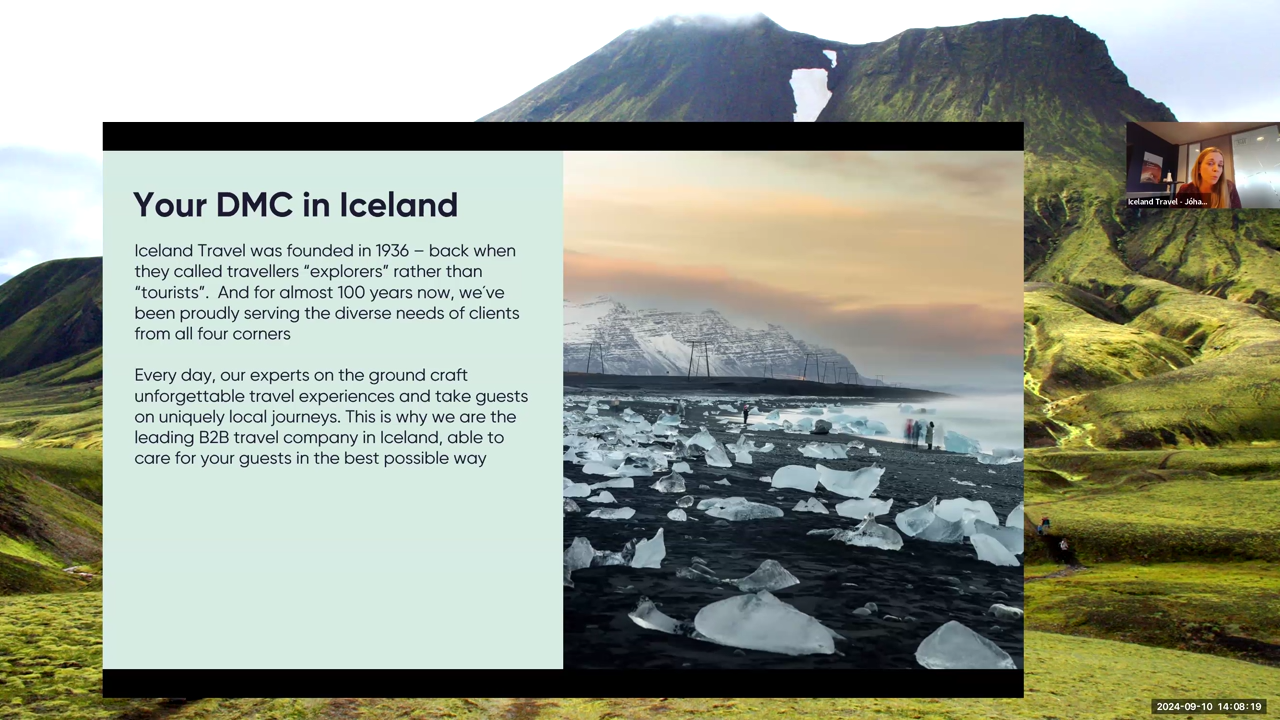 Your DMC in Iceland
Iceland Travel was founded in 1936 – back when
they called travellers “explorers” rather than
“tourists”.  And for almost 100 years now, we´ve
been proudly serving the diverse needs of clients
from all four corners
Every day, our experts on the ground craft
unforgettable travel experiences and take guests
on uniquely local journeys. This is why we are the
leading B2B travel company in Iceland, able to
care for your guests in the best possible way
Iceland Travel - Jóha...
2024-09-10 14:08:19